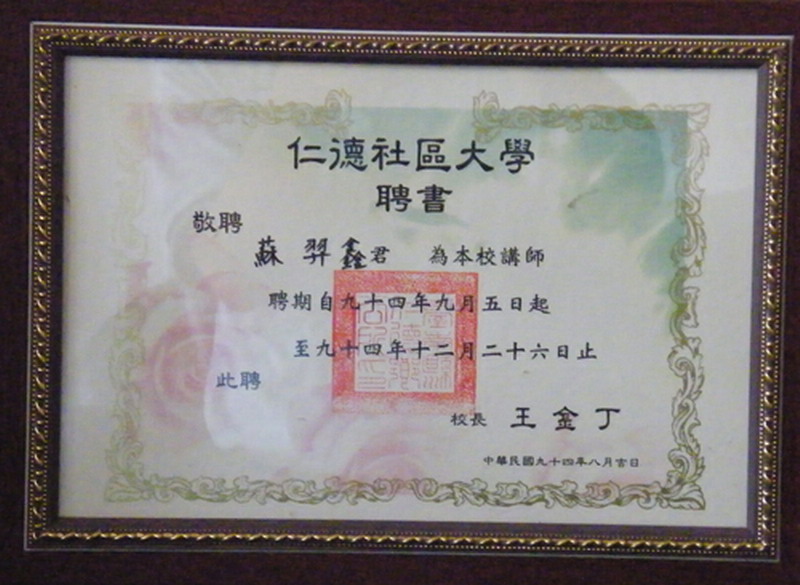 仁德社區大學
聘書
敬聘
蘇羿鑫君 為本校講師
聘期自九十四年九月五日起
至九十四年十二月二十六日止
此聘
校長 王金丁
中華民國九十四年八月吉日